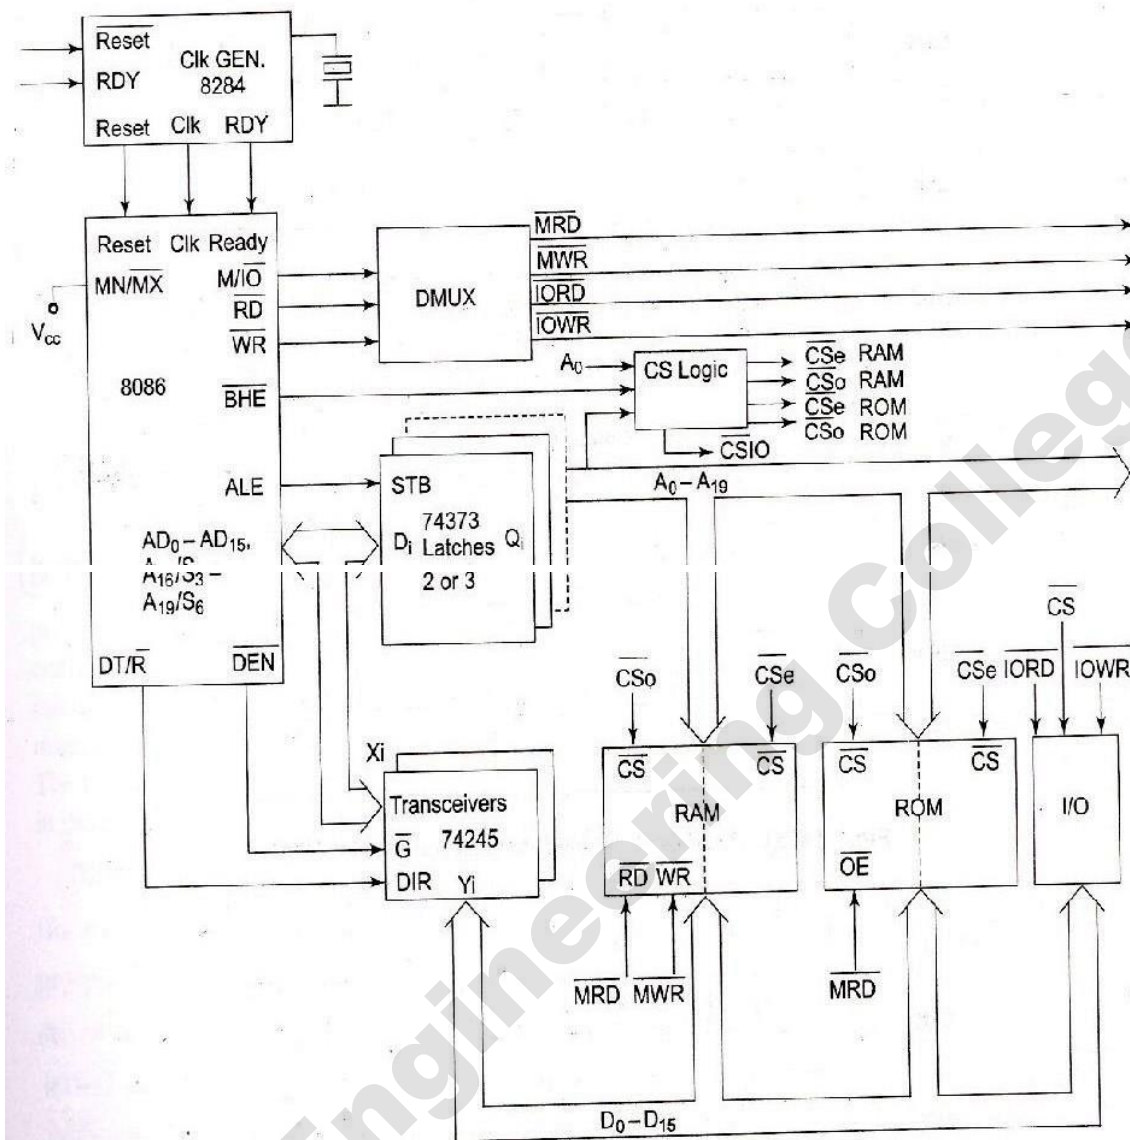 Reset
RDY
Clk GEN.
8284
Reset Clk RDY
Reset Clk Ready
MN/MX
M/IO
RD
WR
VCC
8086
BHE
ALE
AD0 – AD15,
A16/S3 –
A19/S6
DT/R
DEN
DMUX
MRD
MWR
IORD
IOWR
A0
CS Logic
CSe RAM
CSo RAM
CSe ROM
CSo ROM
CSIO
A0 – A19
STB
74373
Di Latches Qi
2 or 3
Xi
Transceivers
74245
G
DIR
Yi
CSo
CSe
CSo
CSe
IORD
CS
IOWR
CS
CS
RAM
RD WR
MRD MWR
CS
CS
ROM
OE
MRD
I/O
D0 – D15
Engineering College